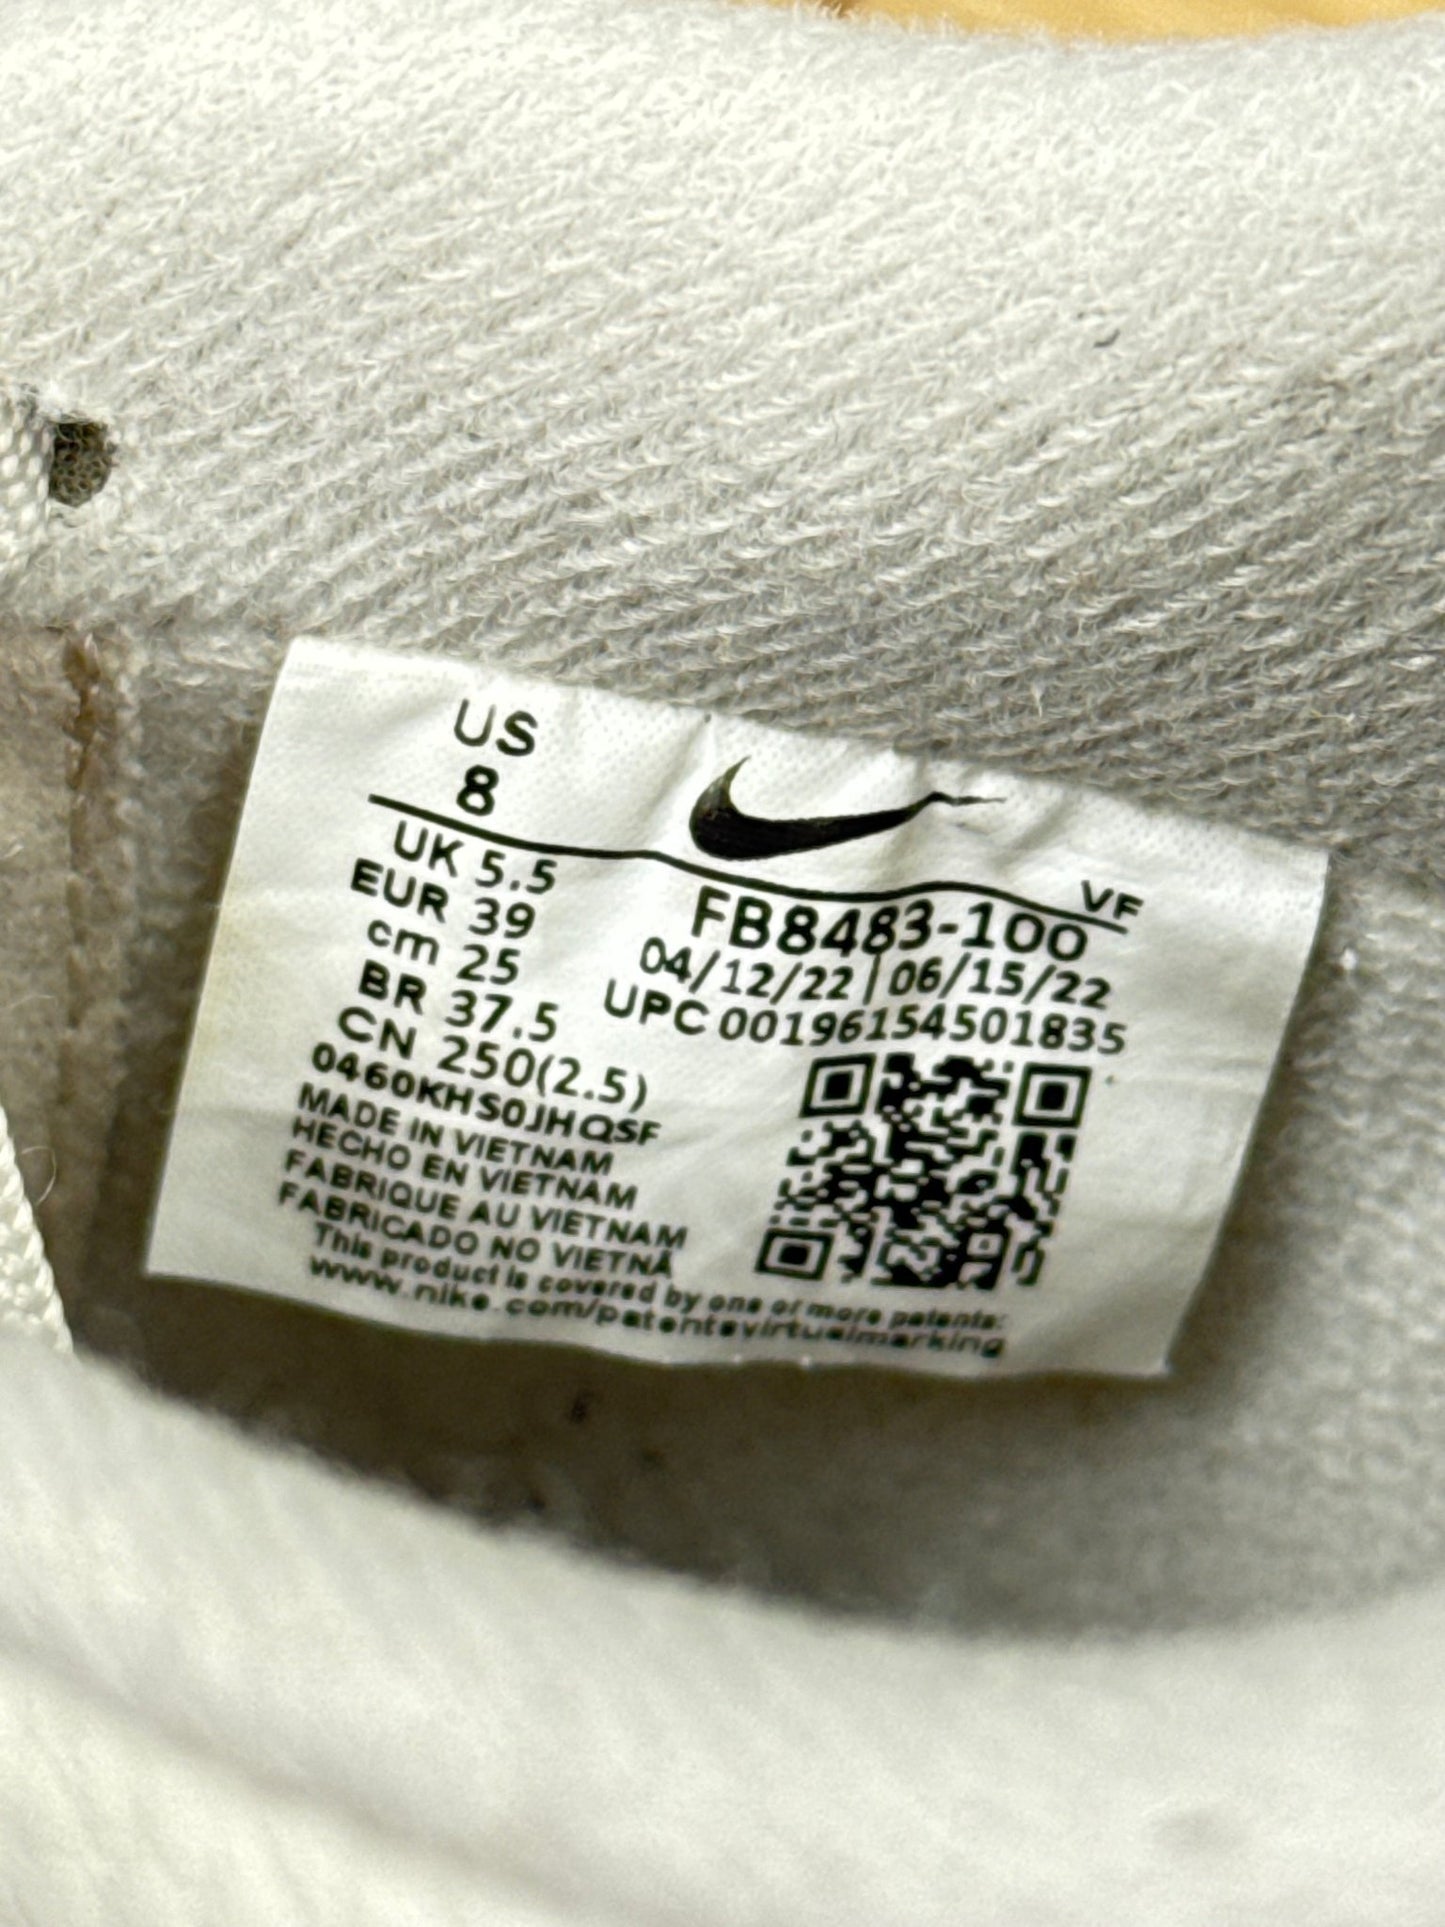 US
8
UK 5.5
EUR 39
cm 25
BR 37.5
CN 250(2.5)
0460KHS0JHQSF
MADE IN VIETNAM
HECHO EN VIETNAM
FABRIQUE AU VIETNAM
FABRICADO NO VIETNÃ
This product is covered by one or more patents:
www.nike.com/patentsvirtualmarking
VF
FB8483-100
04/12/22 | 06/15/22
UPC 00196154501835